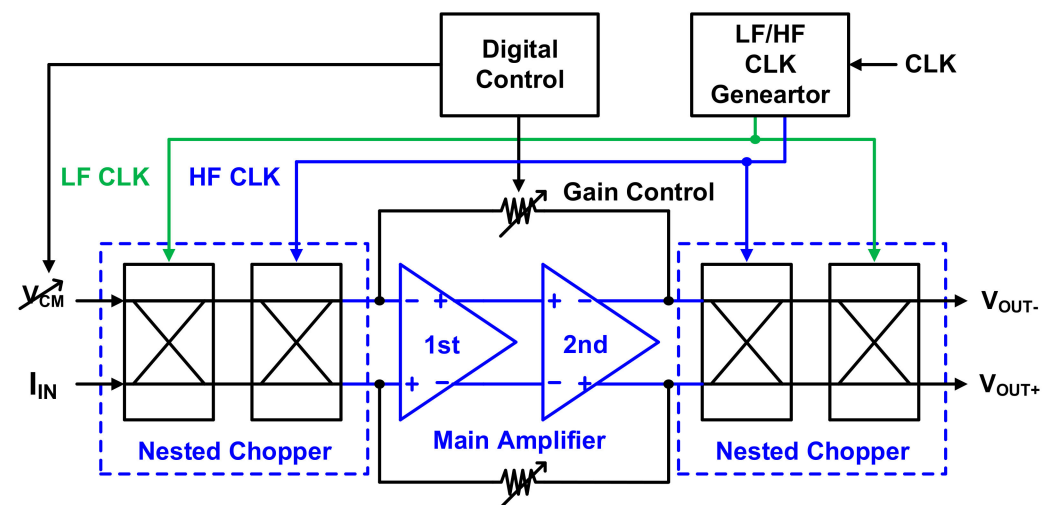 Digital
Control
LF/HF
CLK
Geneartor
CLK
LF CLK
HF CLK
Gain Control
VCM
- +
1st
+ -
+ -
2nd
- +
VOUT-
IIN
VOUT+
Nested Chopper
Main Amplifier
Nested Chopper